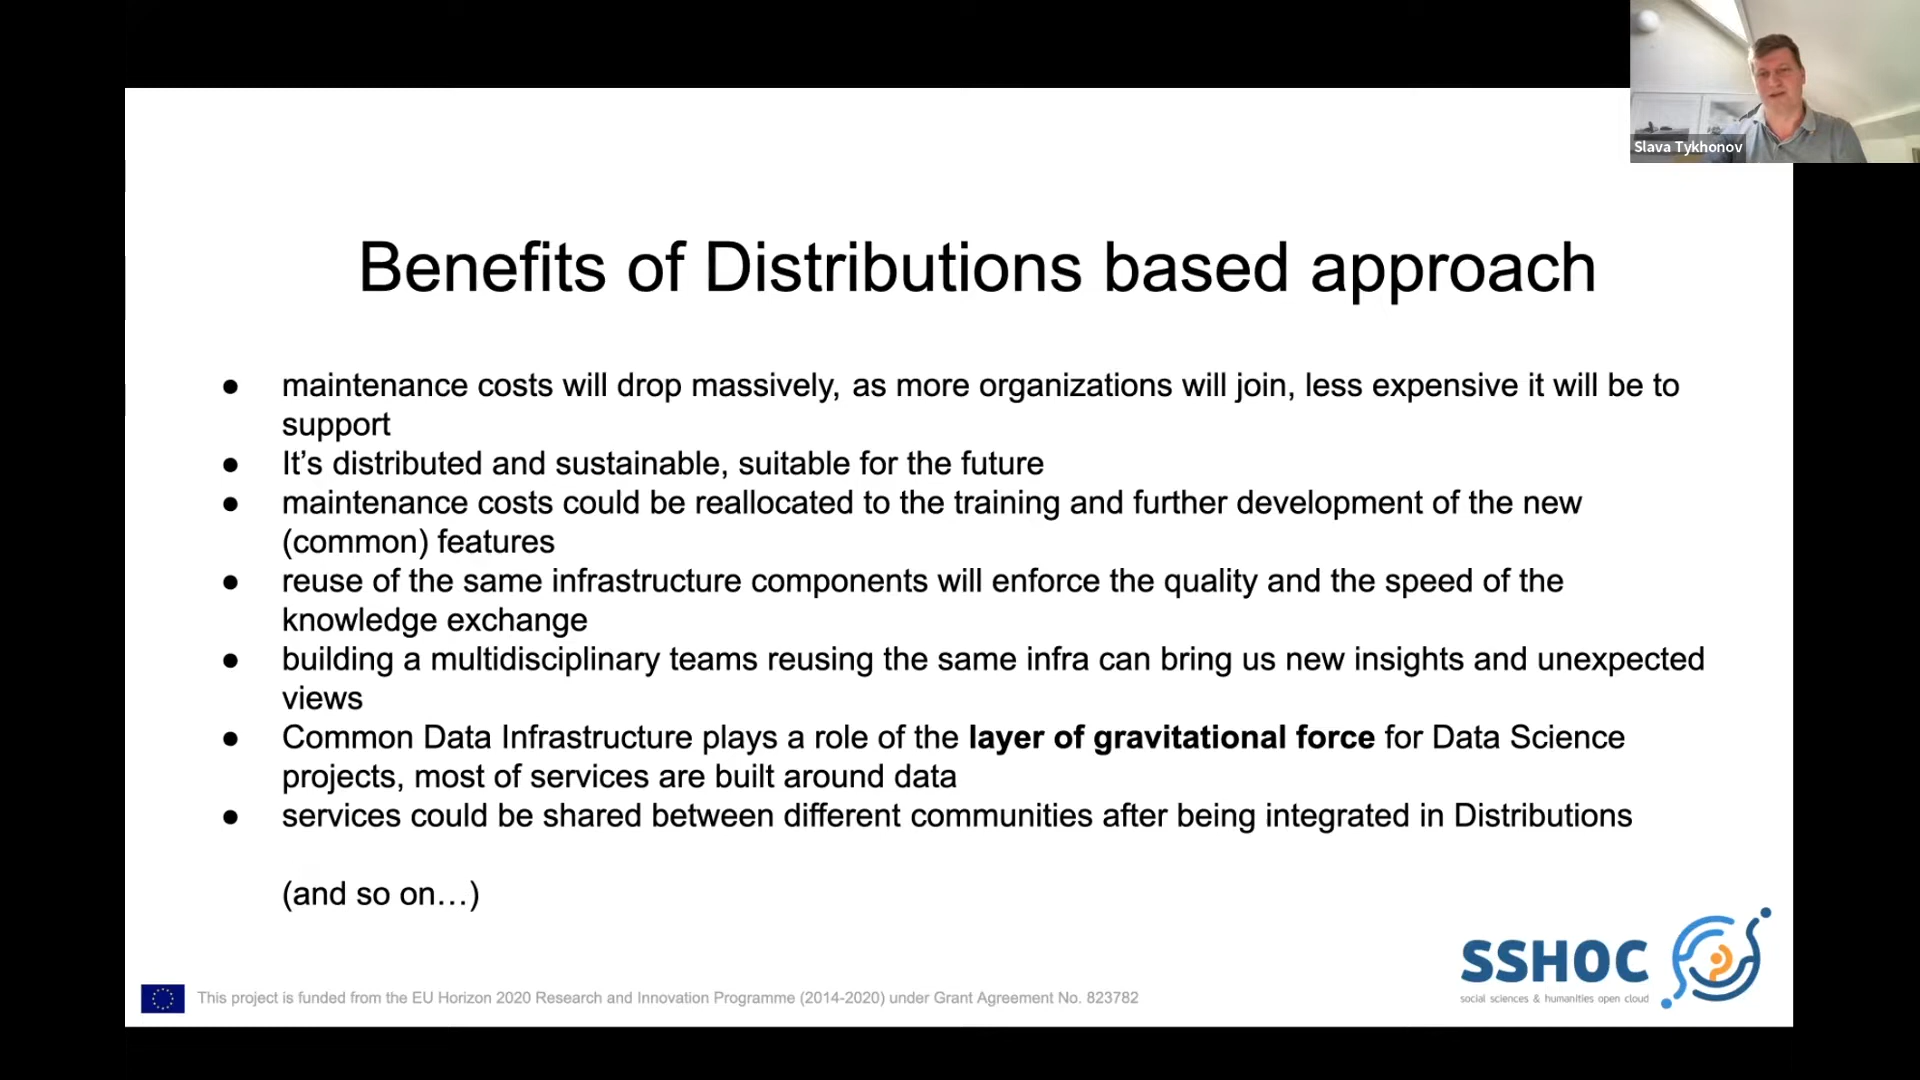 Slava Tykhonov
Benefits of Distributions based approach
● maintenance costs will drop massively, as more organizations will join, less expensive it will be to
support
● It’s distributed and sustainable, suitable for the future
● maintenance costs could be reallocated to the training and further development of the new
(common) features
● reuse of the same infrastructure components will enforce the quality and the speed of the
knowledge exchange
● building a multidisciplinary teams reusing the same infra can bring us new insights and unexpected
views
● Common Data Infrastructure plays a role of the layer of gravitational force for Data Science
projects, most of services are built around data
● services could be shared between different communities after being integrated in Distributions
(and so on…)
SSHOC
social sciences & humanities open cloud
This project is funded from the EU Horizon 2020 Research and Innovation Programme (2014-2020) under Grant Agreement No. 823782